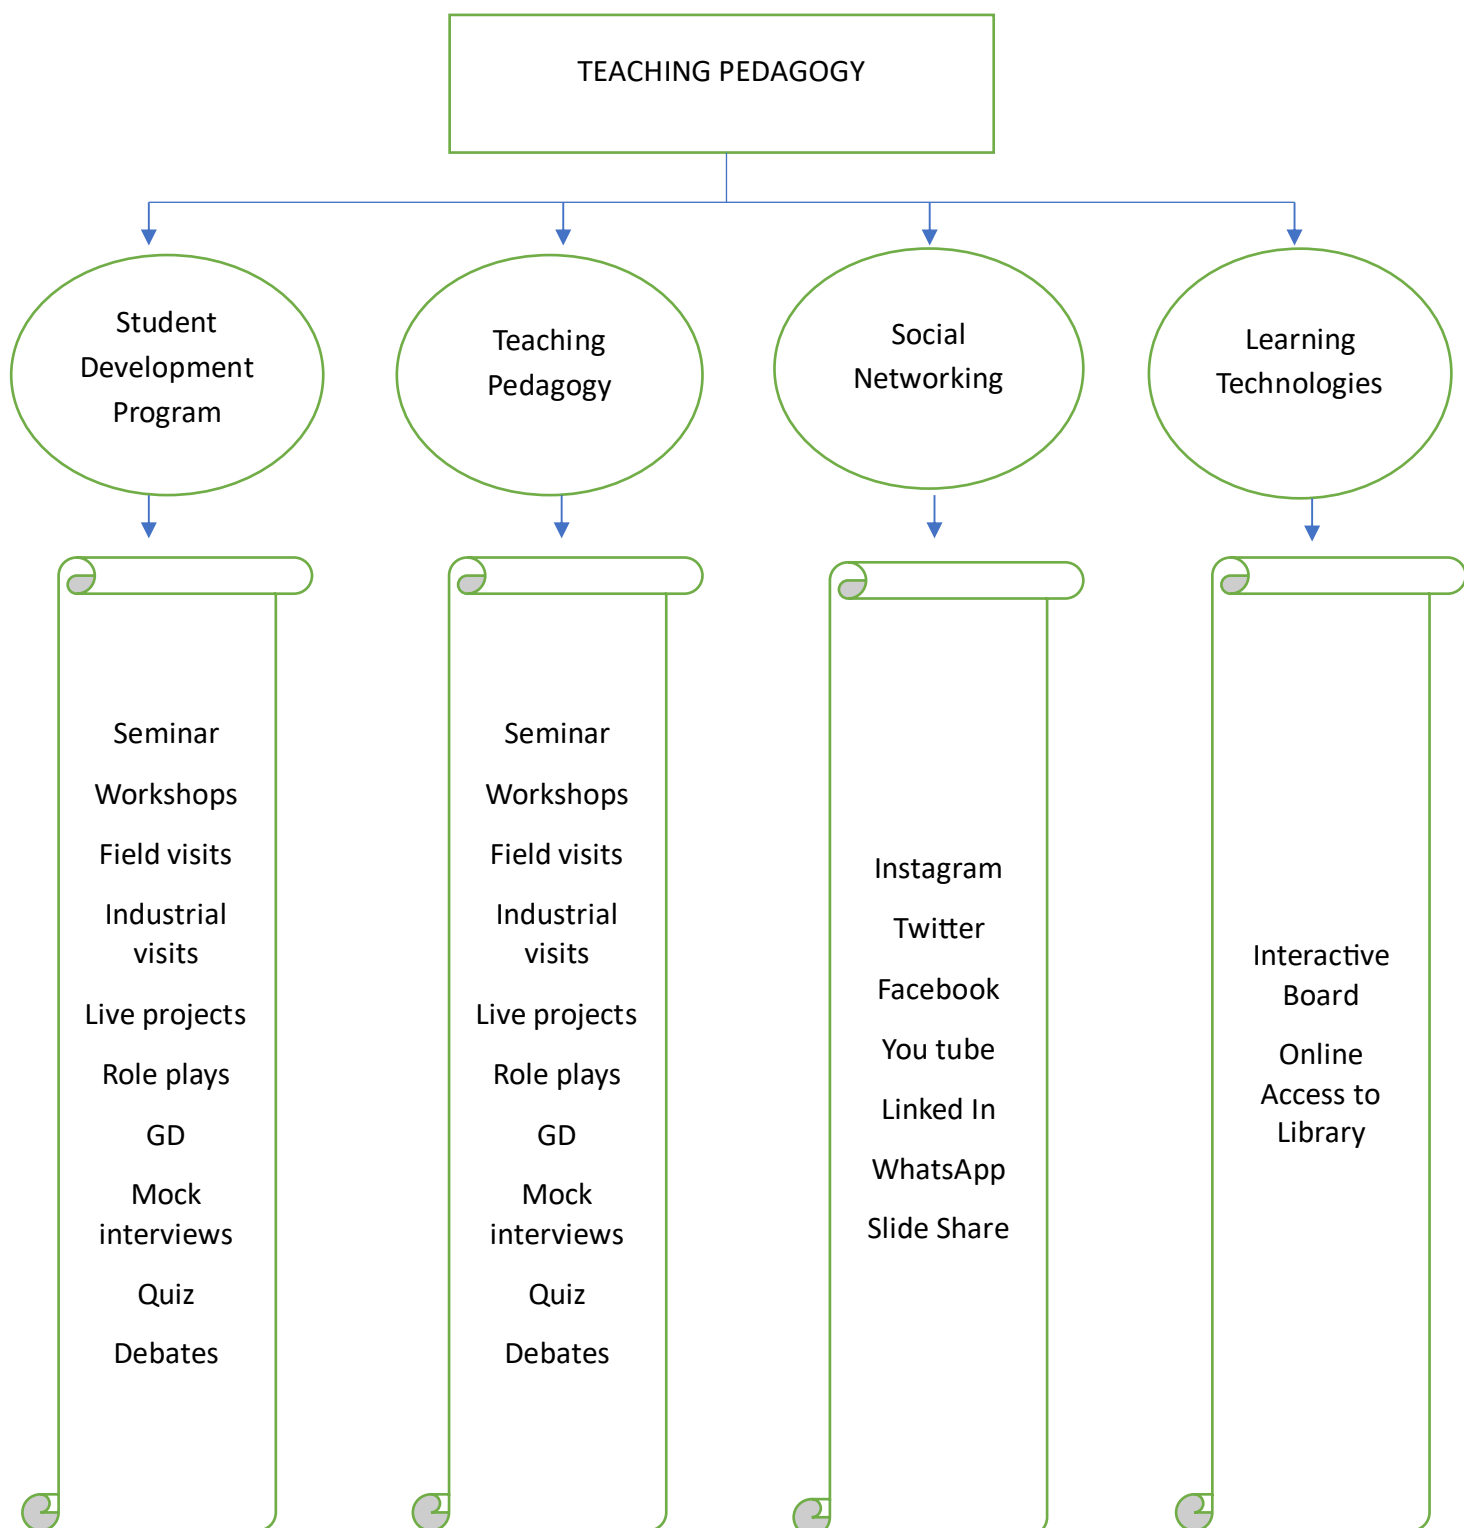 TEACHING PEDAGOGY
Student
Development
Program
Teaching
Pedagogy
Social
Networking
Learning
Technologies
Seminar
Workshops
Field visits
Industrial
visits
Live projects
Role plays
GD
Mock
interviews
Quiz
Debates
Seminar
Workshops
Field visits
Industrial
visits
Live projects
Role plays
GD
Mock
interviews
Quiz
Debates
Instagram
Twitter
Facebook
You tube
Linked In
WhatsApp
Slide Share
Interactive
Board
Online
Access to
Library